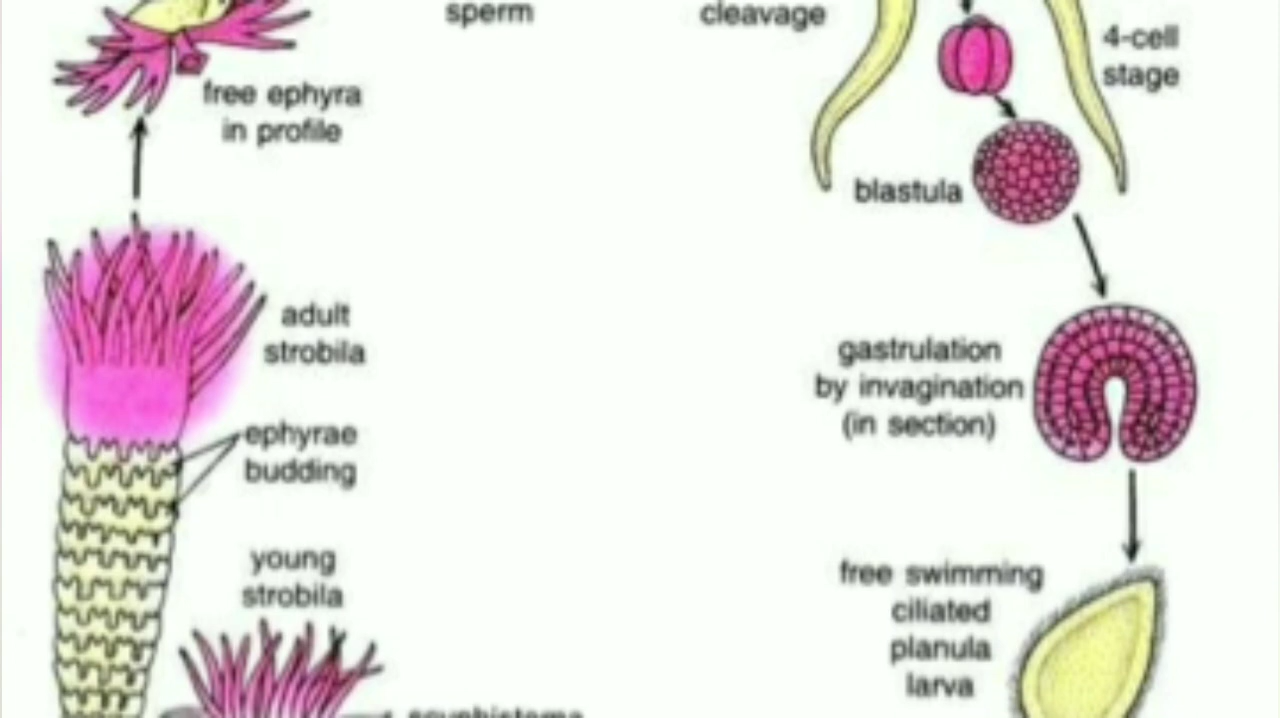 sperm
cleavage
4-cell
stage
free ephyra
in profile
blastula
adult
strobila
gastrulation
by invagination
(in section)
ephyrae
budding
young
strobila
free swimming
ciliated
planula
larva